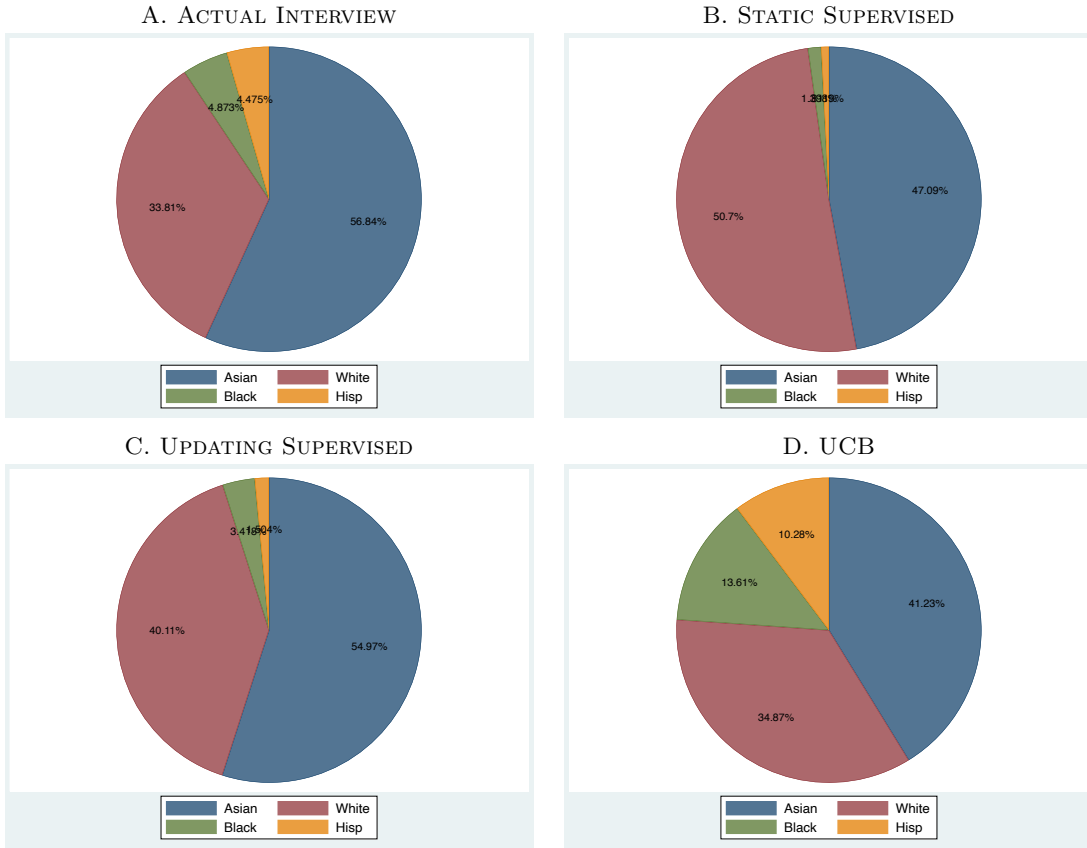 A. ACTUAL INTERVIEW
4.873%
4.475%
33.81%
56.84%
Asian White
Black Hisp
B. STATIC SUPERVISED
47.09%
50.7%
Asian White
Black Hisp
C. UPDATING SUPERVISED
40.11%
54.97%
Asian White
Black Hisp
D. UCB
10.28%
13.61%
41.23%
34.87%
Asian White
Black Hisp